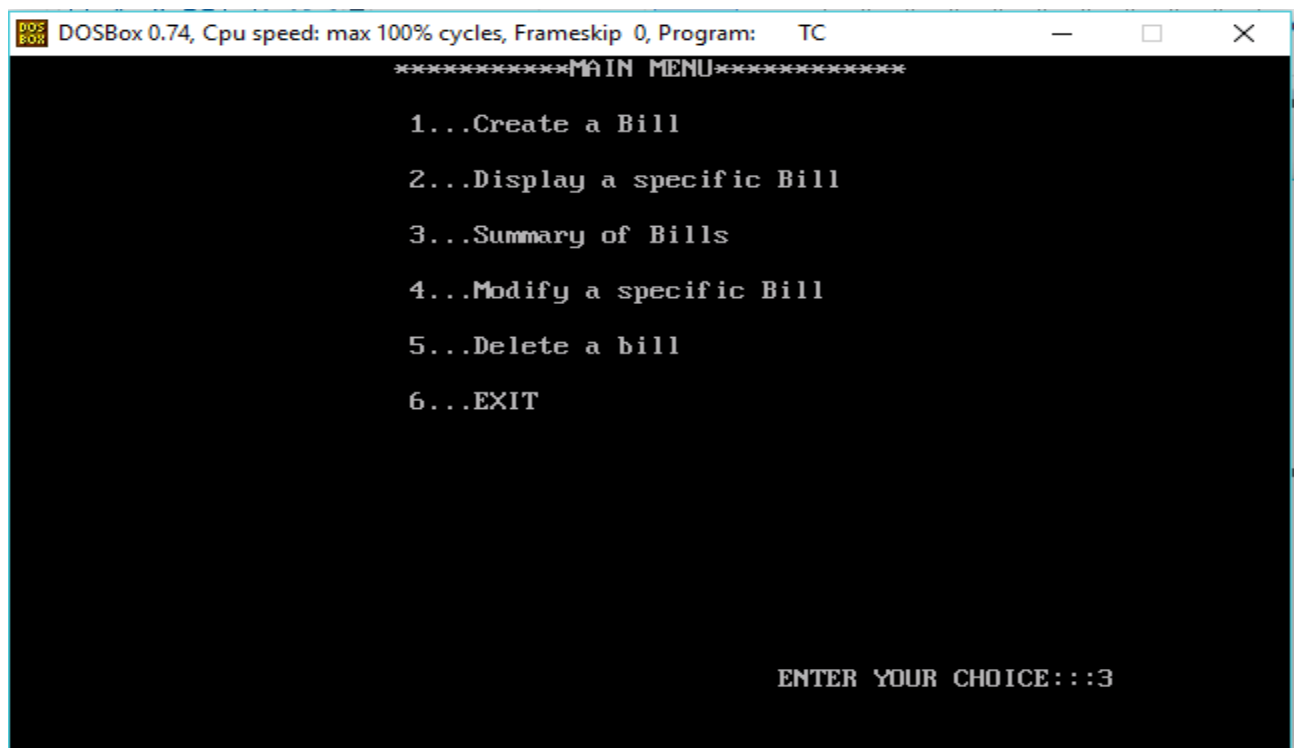 DOS BOX DOSBox 0.74, Cpu speed: max 100% cycles, Frameskip 0, Program: TC
***********MAIN MENU************
1...Create a Bill
2...Display a specific Bill
3...Summary of Bills
4...Modify a specific Bill
5...Delete a bill
6...EXIT
ENTER YOUR CHOICE:::3